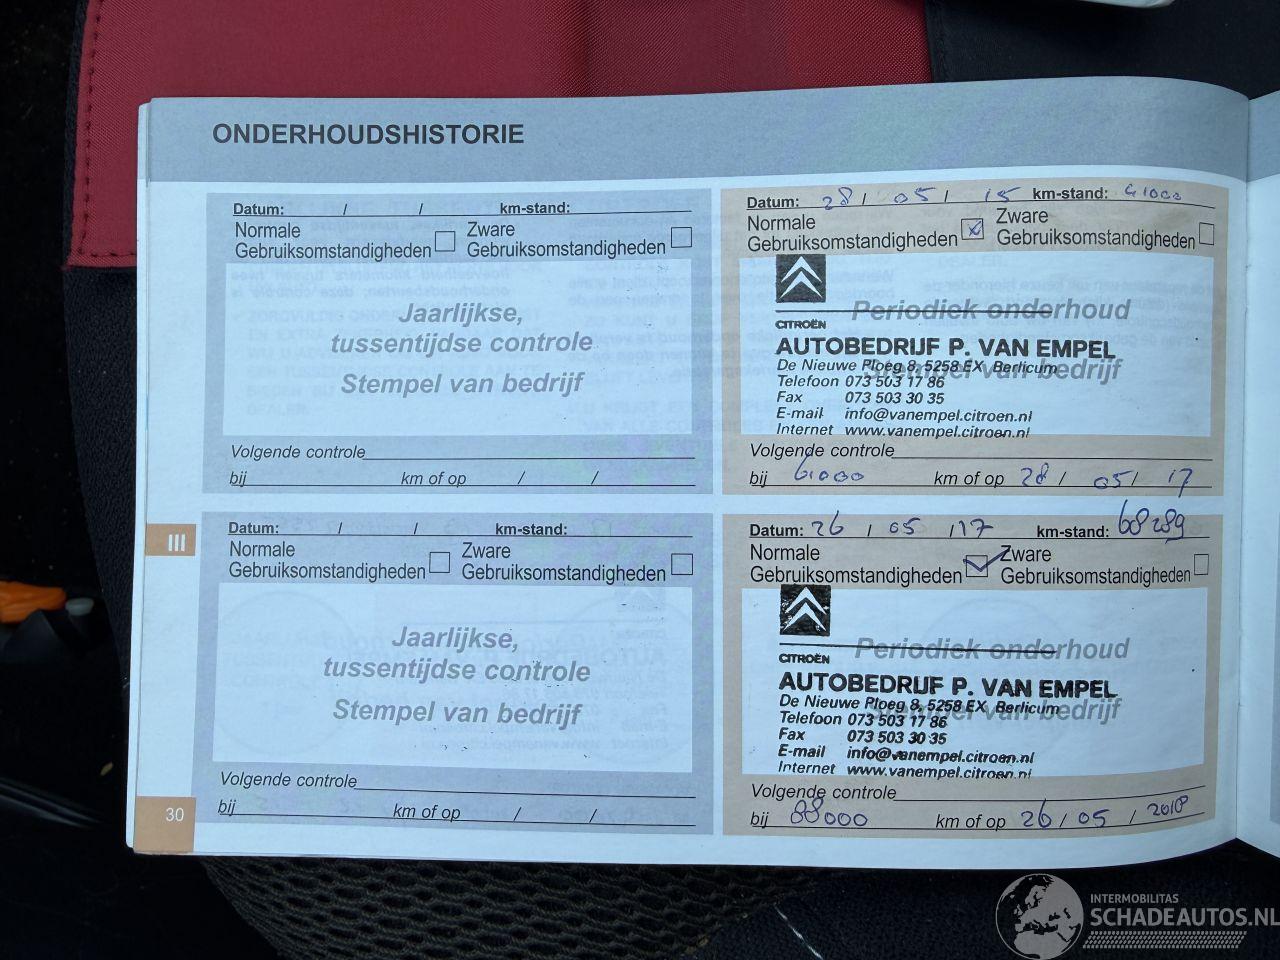 ONDERHOUDSHISTORIE
Datum: / / km-stand:
Normale Gebruiksomstandigheden
Zware Gebruiksomstandigheden
Jaarlijkse,
tussentijdse controle
Stempel van bedrijf
Volgende controle
bij km of op / /
Datum: 28 / 05 / 15 km-stand: 41000
Normale Gebruiksomstandigheden
Zware Gebruiksomstandigheden
Periodiek onderhoud
Stempel van bedrijf
CITROËN
AUTOBEDRIJF P. VAN EMPEL
De Nieuwe Ploeg 8, 5258 EX Berlicum
Telefoon 073 503 17 86
Fax 073 503 30 35
E-mail info@vanempel.citroen.nl
Internet www.vanempel.citroen.nl
Volgende controle
bij 61000 km of op 28 / 05 / 17
III
Datum: / / km-stand:
Normale Gebruiksomstandigheden
Zware Gebruiksomstandigheden
Jaarlijkse,
tussentijdse controle
Stempel van bedrijf
Volgende controle
bij km of op / /
Datum: 26 / 05 / 17 km-stand: 68289
Normale Gebruiksomstandigheden
Zware Gebruiksomstandigheden
Periodiek onderhoud
Stempel van bedrijf
CITROËN
AUTOBEDRIJF P. VAN EMPEL
De Nieuwe Ploeg 8, 5258 EX Berlicum
Telefoon 073 503 17 86
Fax 073 503 30 35
E-mail info@vanempel.citroen.nl
Internet www.vanempel.citroen.nl
Volgende controle
bij 88000 km of op 26 / 05 / 2018
30
INTERMOBILITAS
SCHADEAUTOS.NL